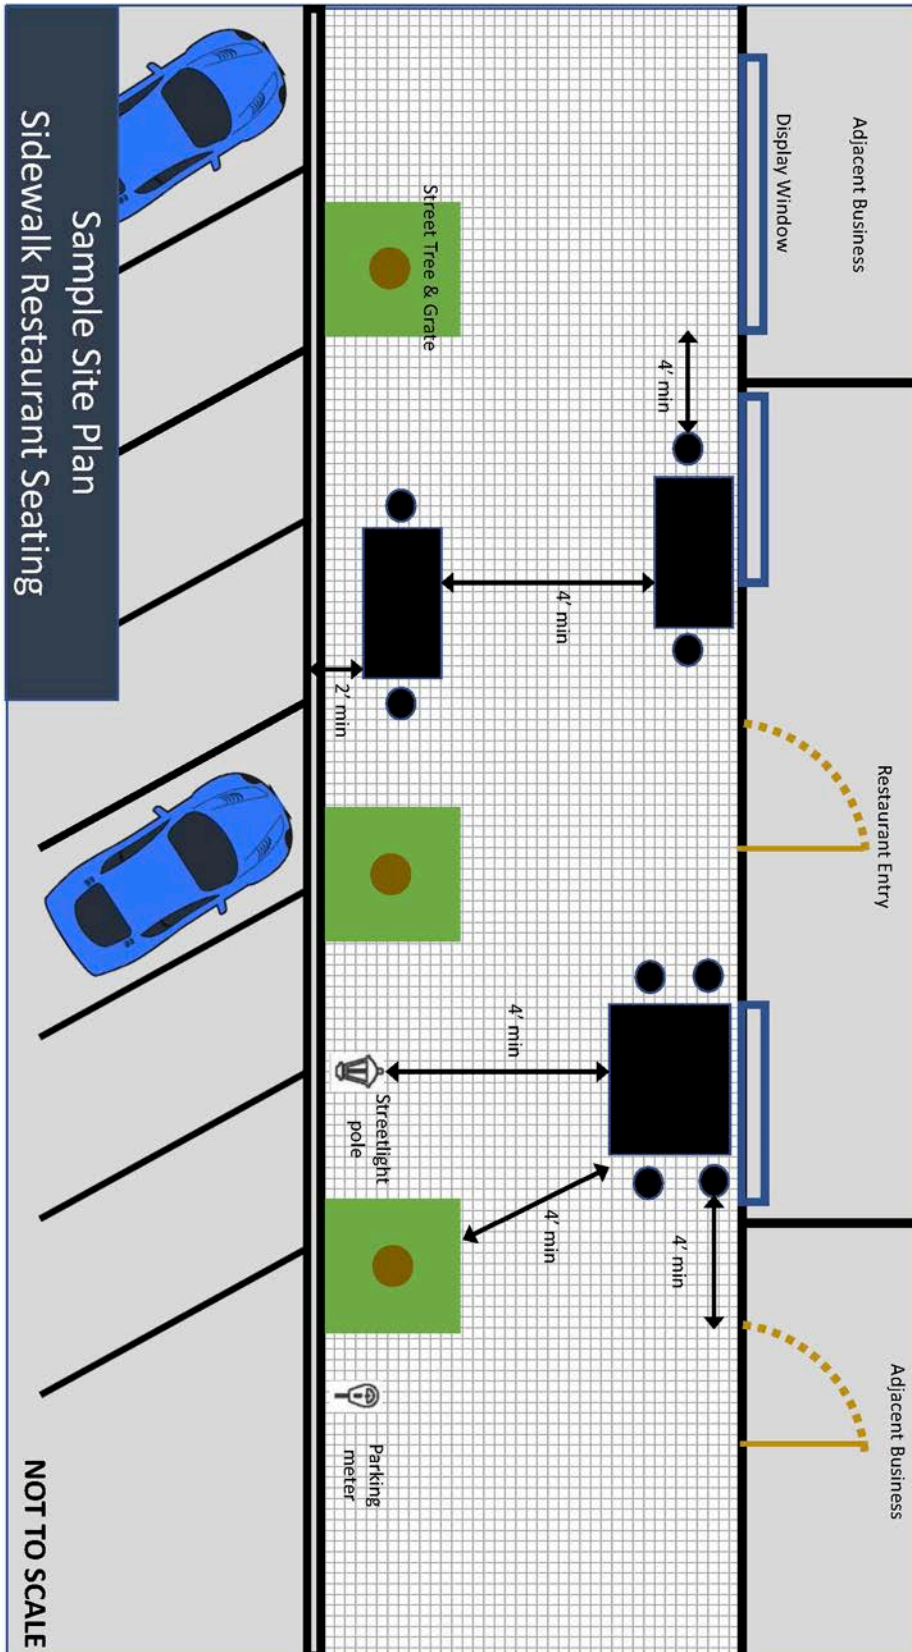 Adjacent Business
Restaurant Entry
Adjacent Business
Display Window
4' min
4' min
4' min
4' min
4' min
Street Tree & Grate
2' min
Streetlight
pole
Parking
meter
Sample Site Plan
Sidewalk Restaurant Seating
NOT TO SCALE